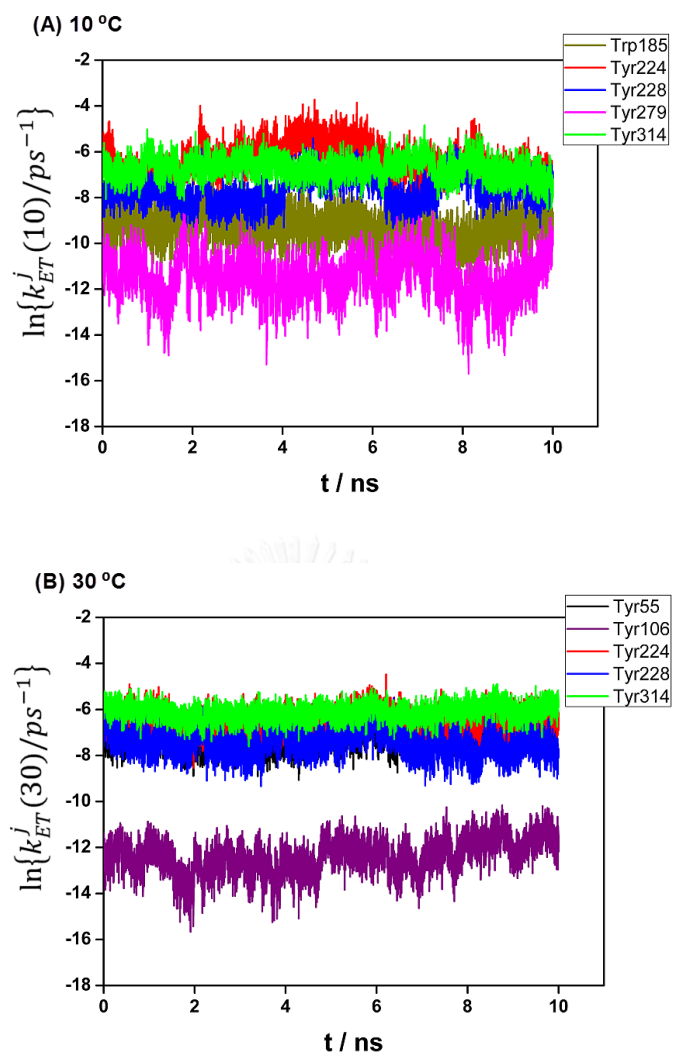 (A) 10 °C
Trp185
Tyr224
Tyr228
Tyr279
Tyr314
-2
-4
-6
-8
-10
-12
-14
-16
-18
ln{k_ET^j(10)/ps⁻¹}
0 2 4 6 8 10
t / ns
(B) 30 °C
Tyr55
Tyr106
Tyr224
Tyr228
Tyr314
-2
-4
-6
-8
-10
-12
-14
-16
-18
ln{k_ET^j(30)/ps⁻¹}
0 2 4 6 8 10
t / ns